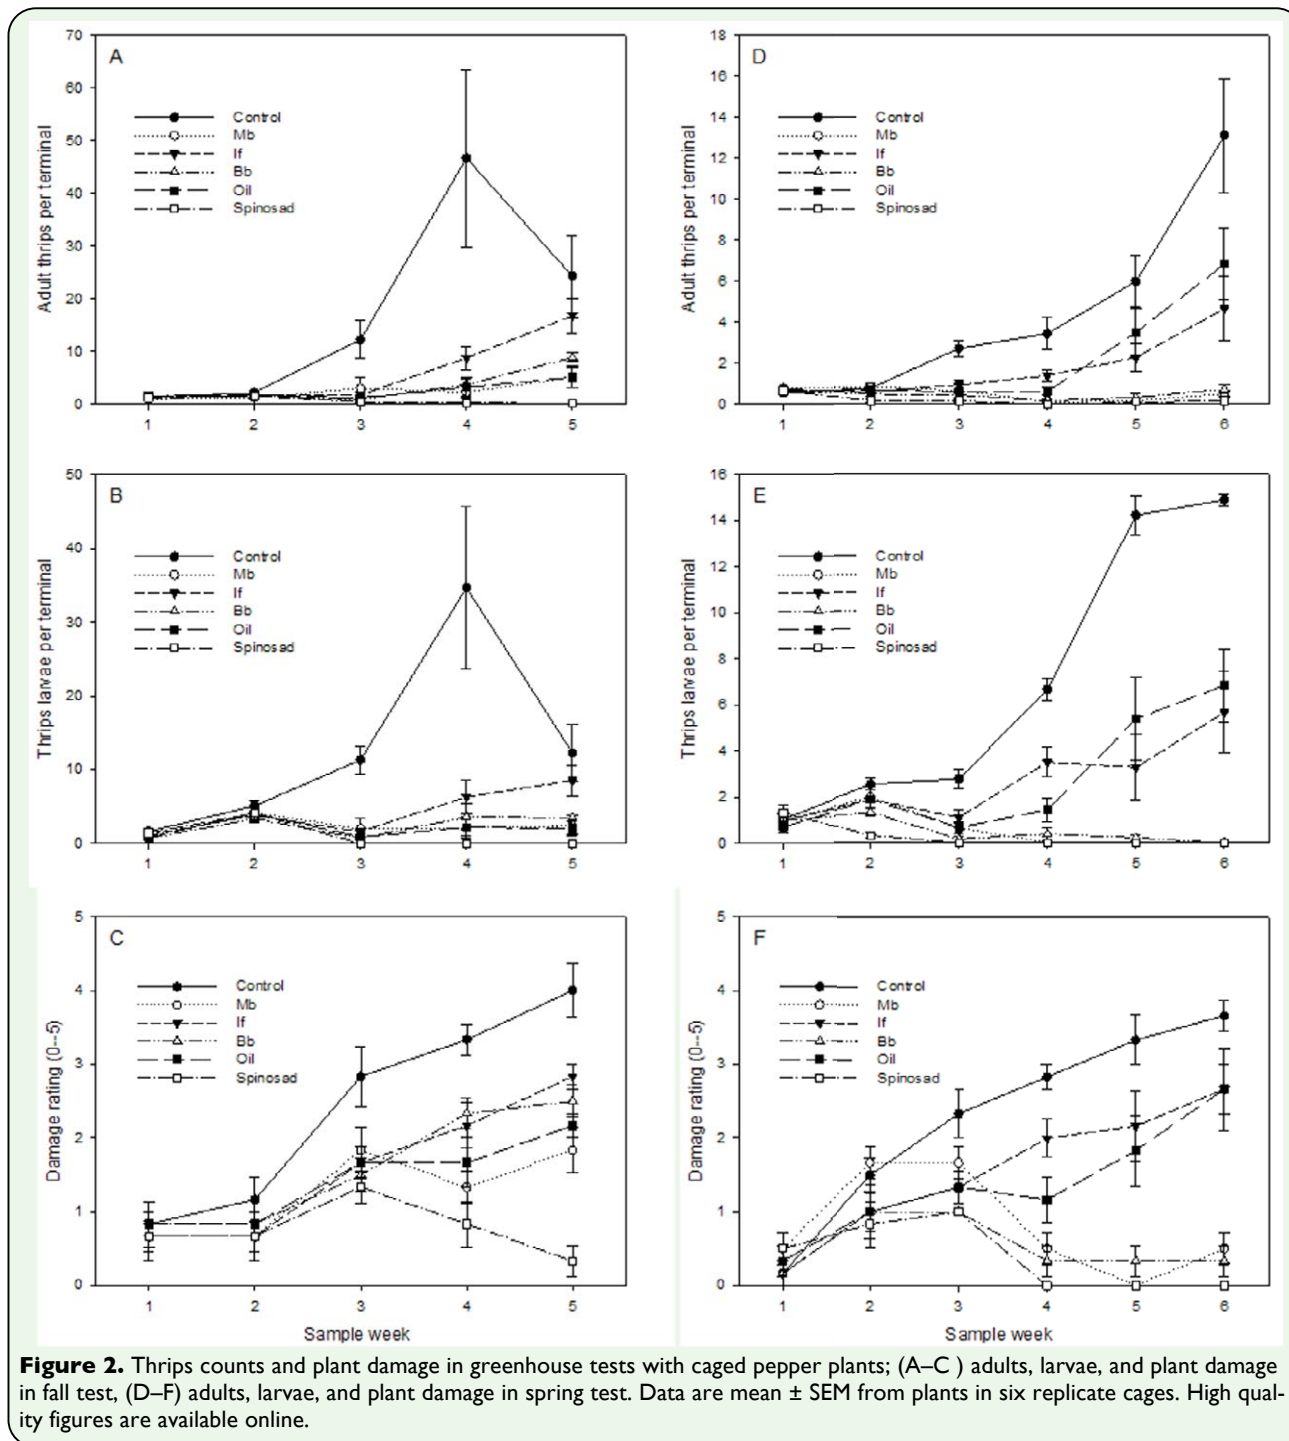 A
70
60
50
40
30
20
10
0
Adult thrips per terminal
Control
Mb
If
Bb
Oil
Spinosad
1 2 3 4 5
D
18
16
14
12
10
8
6
4
2
0
Adult thrips per terminal
Control
Mb
If
Bb
Oil
Spinosad
1 2 3 4 5 6
B
50
40
30
20
10
0
Thrips larvae per terminal
Control
Mb
If
Bb
Oil
Spinosad
1 2 3 4 5
E
16
14
12
10
8
6
4
2
0
Thrips larvae per terminal
Control
Mb
If
Bb
Oil
Spinosad
1 2 3 4 5 6
C
5
4
3
2
1
0
Damage rating (0--5)
Control
Mb
If
Bb
Oil
Spinosad
1 2 3 4 5
Sample week
F
5
4
3
2
1
0
Damage rating (0--5)
Control
Mb
If
Bb
Oil
Spinosad
1 2 3 4 5 6
Sample week
Figure 2. Thrips counts and plant damage in greenhouse tests with caged pepper plants; (A–C ) adults, larvae, and plant damage
in fall test, (D–F) adults, larvae, and plant damage in spring test. Data are mean ± SEM from plants in six replicate cages. High qual-
ity figures are available online.